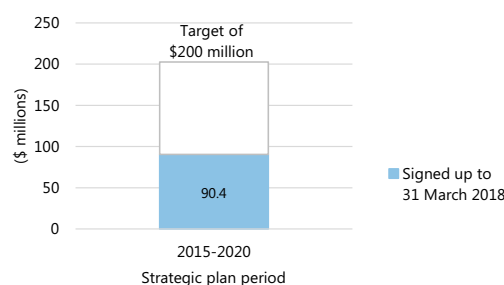 250
Target of
$200 million
200
150
100
50
0
($ millions)
90.4
Signed up to
31 March 2018
2015-2020
Strategic plan period